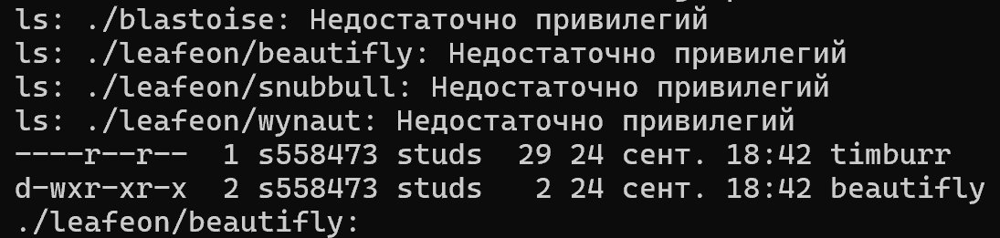 ls: ./blastoise: Недостаточно привилегий
ls: ./leafeon/beautifly: Недостаточно привилегий
ls: ./leafeon/snubbull: Недостаточно привилегий
ls: ./leafeon/wynaut: Недостаточно привилегий
----r--r--  1 s558473 studs  29 24 сент. 18:42 timburr
d-wxr-xr-x  2 s558473 studs   2 24 сент. 18:42 beautifly
./leafeon/beautifly: